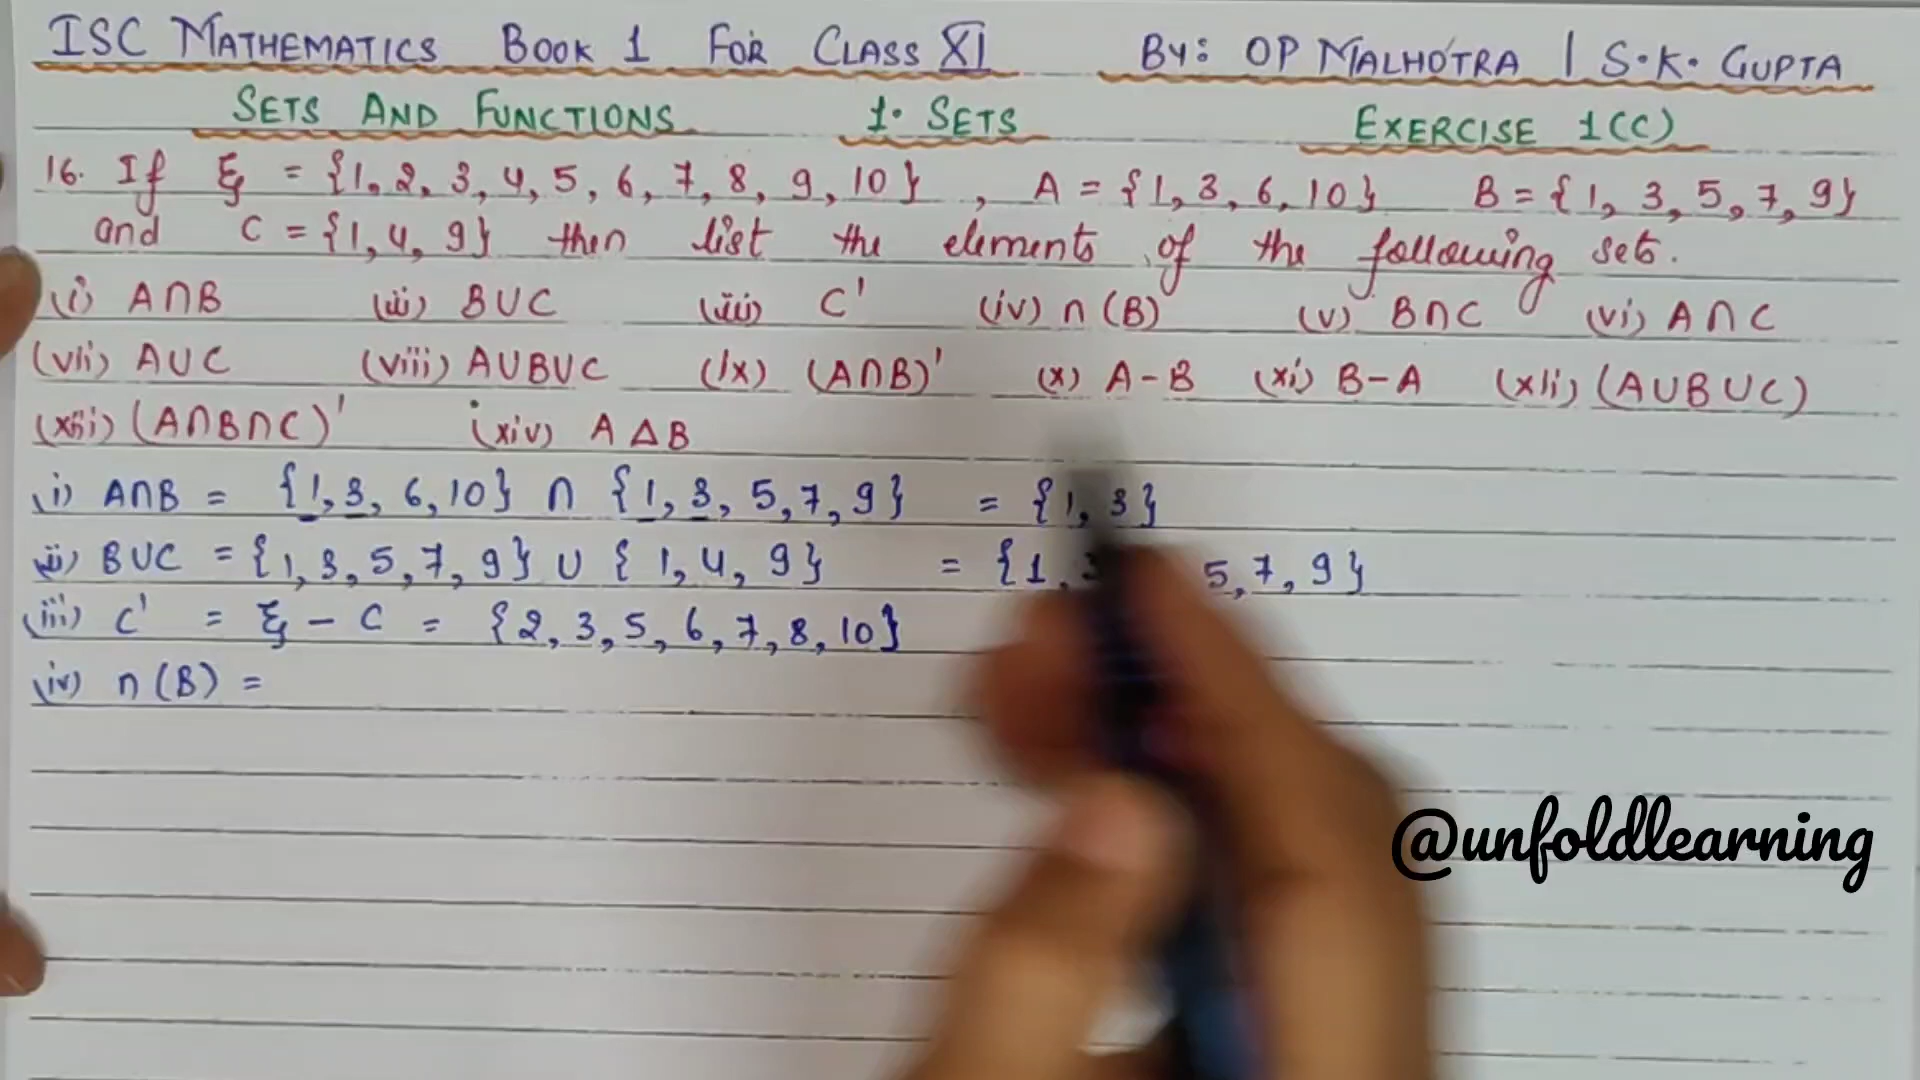 ISC MATHEMATICS BOOK 1 FOR CLASS XI BY: OP MALHOTRA | S.K. GUPTA
SETS AND FUNCTIONS 1. SETS EXERCISE 1(C)
16. If ξ = {1, 2, 3, 4, 5, 6, 7, 8, 9, 10}, A = {1, 3, 6, 10} B = {1, 3, 5, 7, 9}
and C = {1, 4, 9} then list the elements of the following sets.
(i) A∩B (ii) B∪C (iii) C' (iv) n(B) (v) B∩C (vi) A∩C
(vii) A∪C (viii) A∪B∪C (ix) (A∩B)' (x) A-B (xi) B-A (xii) (A∪B∪C)
(xiii) (A∩B∩C)' (xiv) A△B
(i) A∩B = {1, 3, 6, 10} ∩ {1, 3, 5, 7, 9} = {1, 3}
(ii) B∪C = {1, 3, 5, 7, 9} ∪ {1, 4, 9} = {1, 3 5, 7, 9}
(iii) C' = ξ - C = {2, 3, 5, 6, 7, 8, 10}
(iv) n(B) =
@unfoldlearning